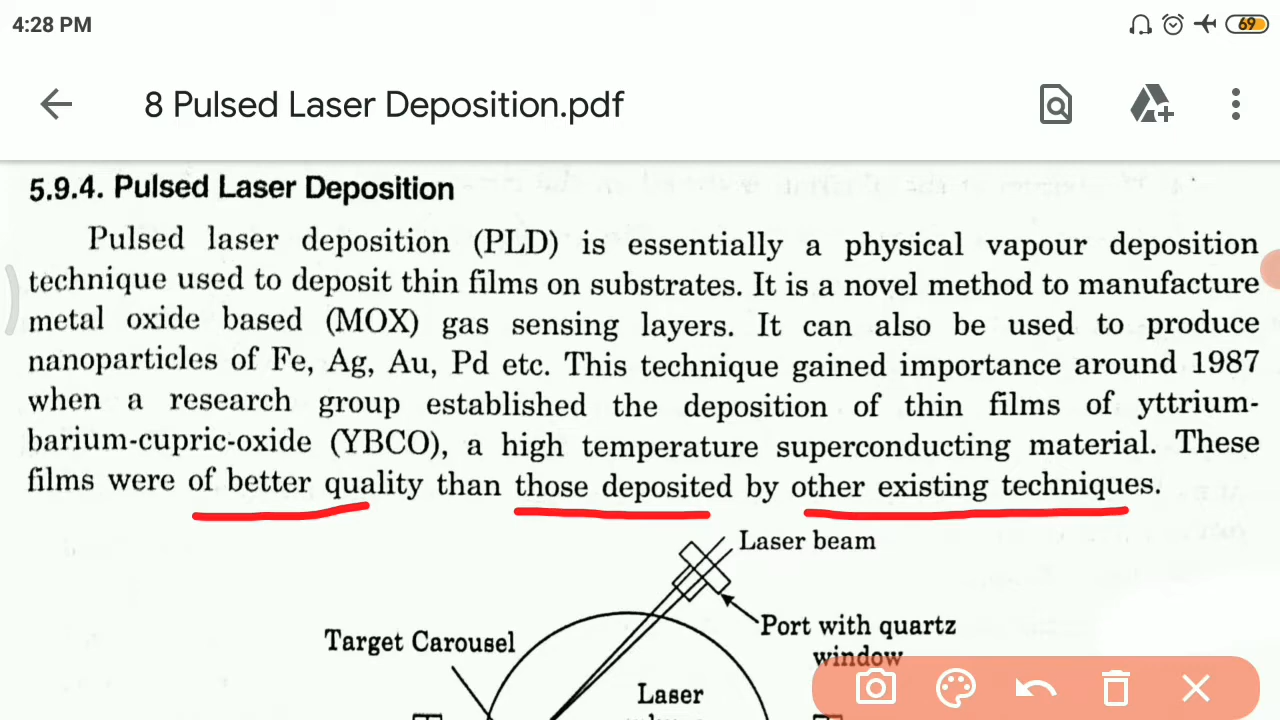 4:28 PM
69
8 Pulsed Laser Deposition.pdf
5.9.4. Pulsed Laser Deposition
Pulsed laser deposition (PLD) is essentially a physical vapour deposition
technique used to deposit thin films on substrates. It is a novel method to manufacture
metal oxide based (MOX) gas sensing layers. It can also be used to produce
nanoparticles of Fe, Ag, Au, Pd etc. This technique gained importance around 1987
when a research group established the deposition of thin films of yttrium-
barium-cupric-oxide (YBCO), a high temperature superconducting material. These
films were of better quality than those deposited by other existing techniques.
Laser beam
Port with quartz
window
Target Carousel
Laser